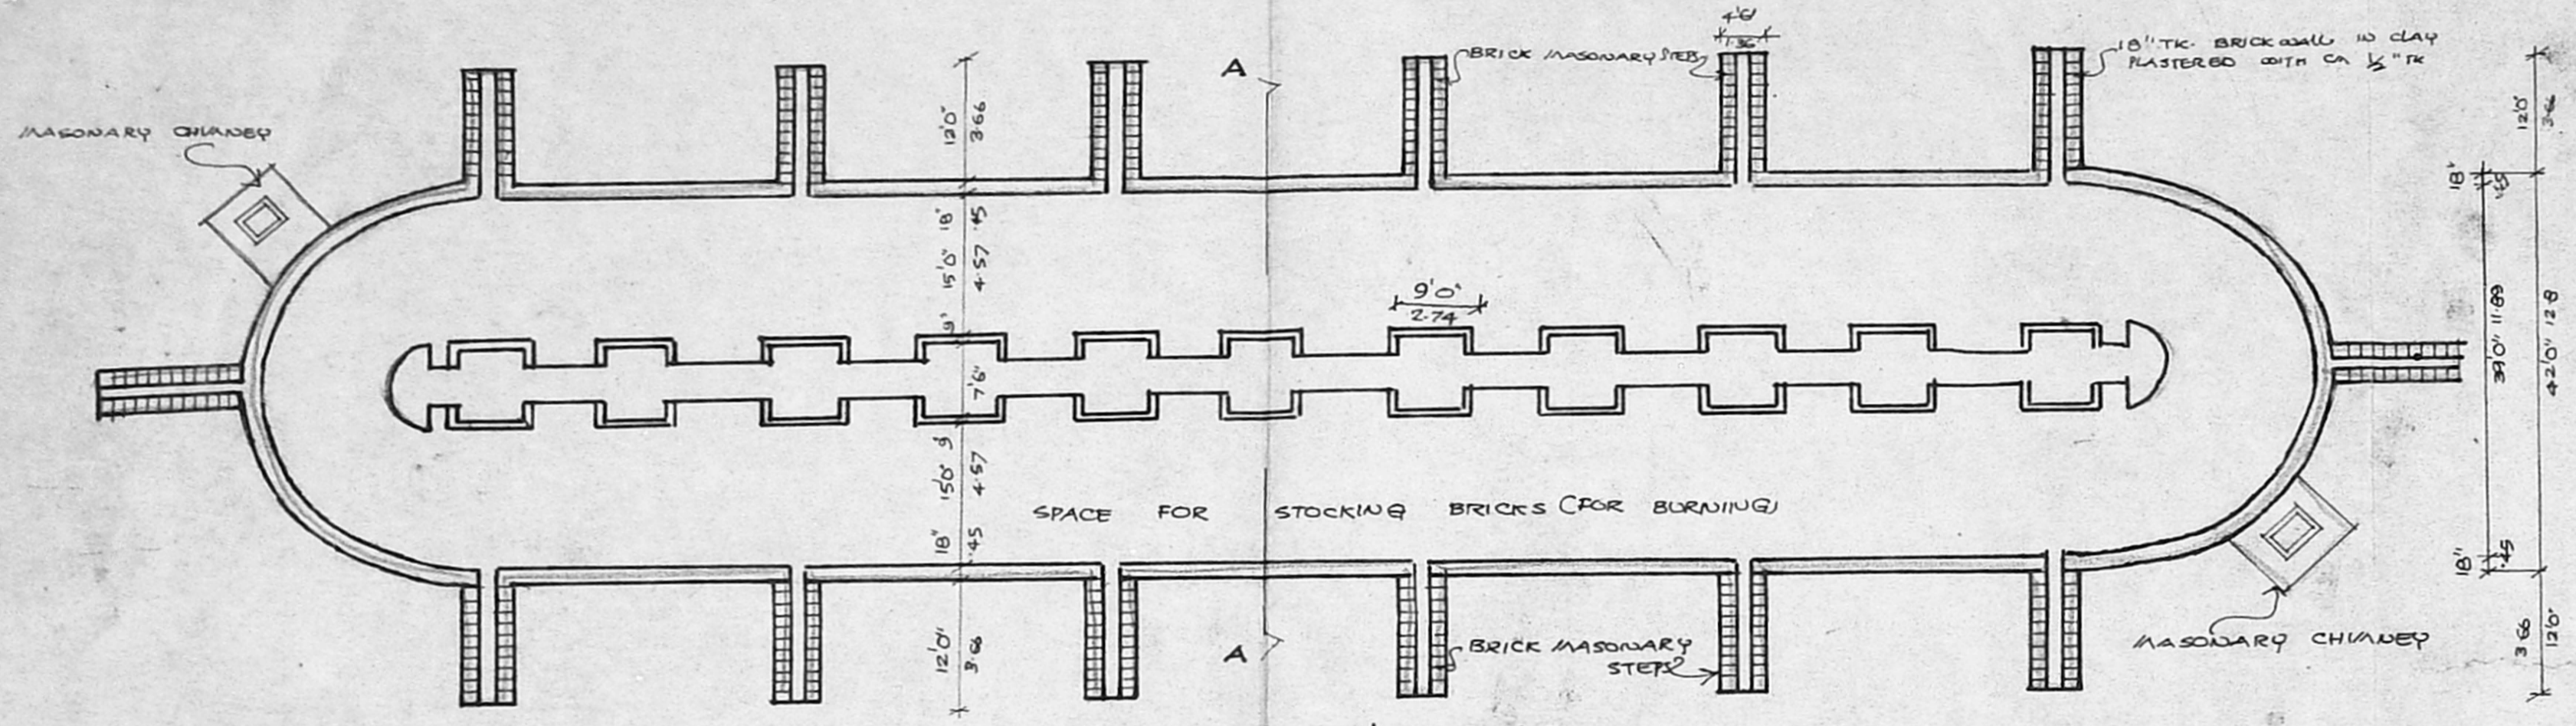 4'6"
1.36
BRICK MASONARY STEPS
18" TK. BRICK WALL IN CLAY
PLASTERED WITH CM ½" TK
A
MASONARY CHIMNEY
12'0"
3.66
12'0"
3.66
18"
.45
18"
.45
15'0"
4.57
9"
9'0"
2.74
7'6"
39'0" 11.89
42'0" 12.8
9"
15'0"
4.57
SPACE FOR STOCKING BRICKS (FOR BURNING)
18"
.45
18"
.45
12'0"
3.66
A
BRICK MASONARY
STEPS
MASONARY CHIMNEY
3.66
12'0"